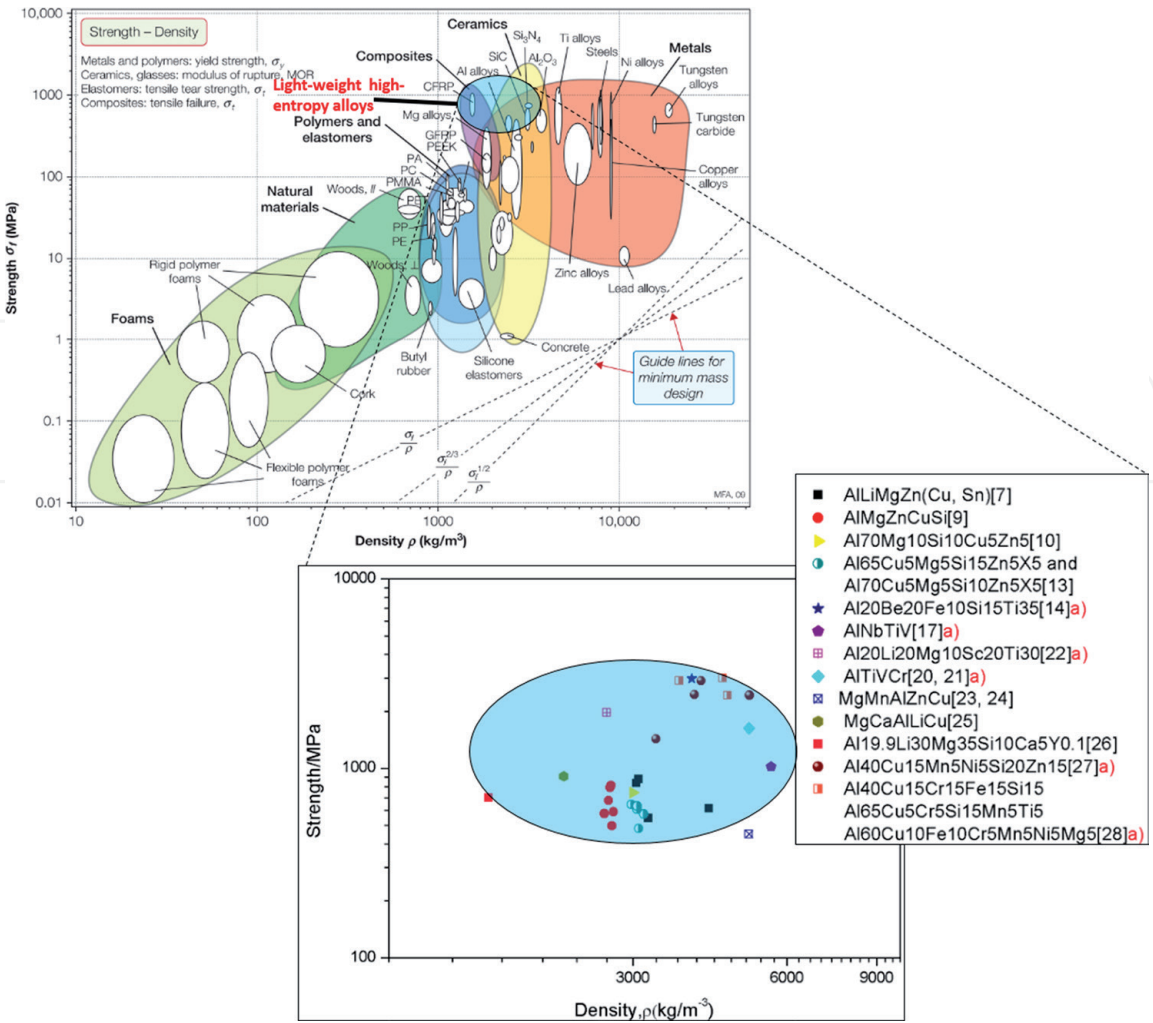 10,000
1000
100
10
1
0.1
0.01
Strength σf (MPa)
Strength – Density
Metals and polymers: yield strength, σy
Ceramics, glasses: modulus of rupture, MOR
Elastomers: tensile tear strength, σt
Composites: tensile failure, σt
Light-weight high-
entropy alloys
Ceramics
Composites
Si3N4
SiC
Al2O3
Ti alloys
Steels
Ni alloys
Metals
Tungsten
alloys
Tungsten
carbide
Copper
alloys
Al alloys
CFRP
Mg alloys
GFRP
PEEK
Polymers and
elastomers
PA
PC
PMMA
PP
PE
Natural
materials
Woods, //
Woods, ⊥
Rigid polymer
foams
Foams
Flexible polymer
foams
Cork
Butyl
rubber
Silicone
elastomers
Concrete
Zinc alloys
Lead alloys
Guide lines for
minimum mass
design
σf/ρ
σf^2/3/ρ
σf^1/2/ρ
MFA, 09
10
100
1000
10,000
Density ρ (kg/m3)
AlLiMgZn(Cu, Sn)[7]
AlMgZnCuSi[9]
Al70Mg10Si10Cu5Zn5[10]
Al65Cu5Mg5Si15Zn5X5 and
Al70Cu5Mg5Si10Zn5X5[13]
Al20Be20Fe10Si15Ti35[14]a)
AlNbTiV[17]a)
Al20Li20Mg10Sc20Ti30[22]a)
AlTiVCr[20, 21]a)
MgMnAlZnCu[23, 24]
MgCaAlLiCu[25]
Al19.9Li30Mg35Si10Ca5Y0.1[26]
Al40Cu15Mn5Ni5Si20Zn15[27]a)
Al40Cu15Cr15Fe15Si15
Al65Cu5Cr5Si15Mn5Ti5
Al60Cu10Fe10Cr5Mn5Ni5Mg5[28]a)
10000
1000
100
Strength/MPa
3000
6000
9000
Density,ρ(kg/m-3)